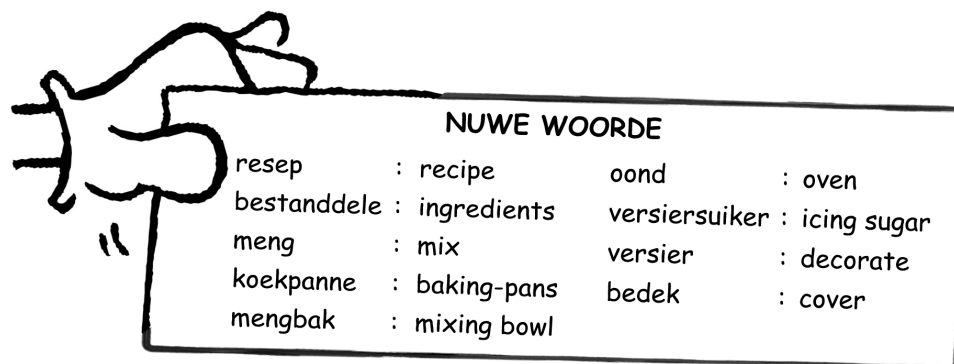 NUWE WOORDE
resep : recipe
bestanddele : ingredients
meng : mix
koekpanne : baking-pans
mengbak : mixing bowl
oond : oven
versiersuiker : icing sugar
versier : decorate
bedek : cover